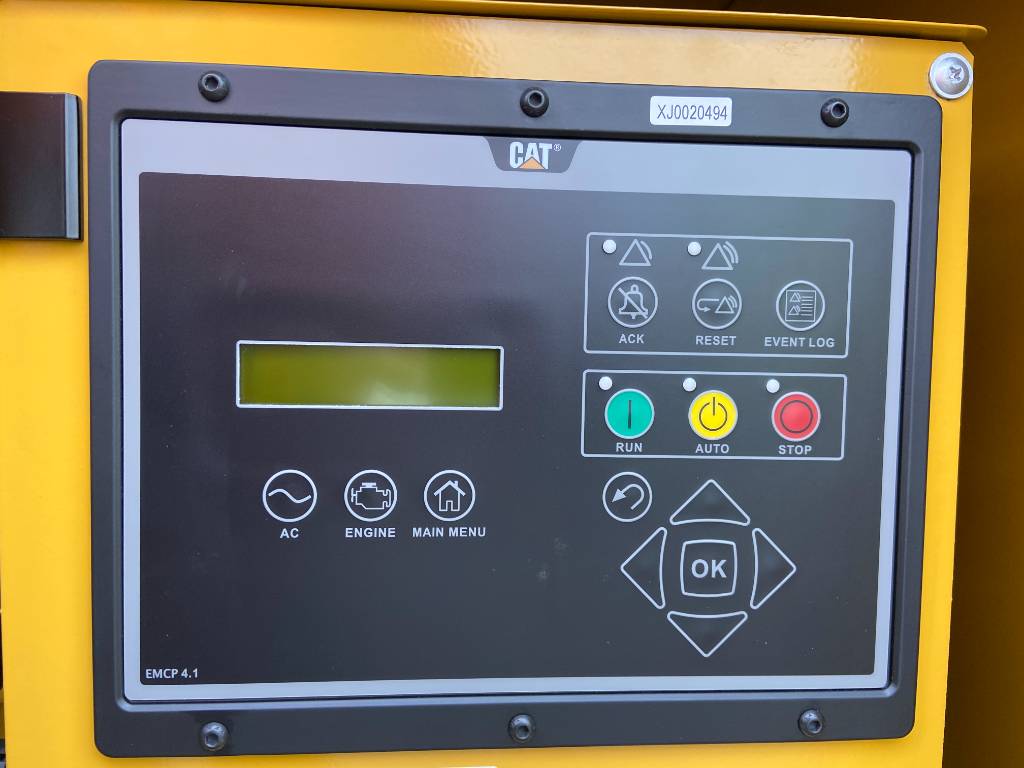 XJ0020494
CAT®
ACK
RESET
EVENT LOG
RUN
AUTO
STOP
AC
ENGINE
MAIN MENU
OK
EMCP 4.1